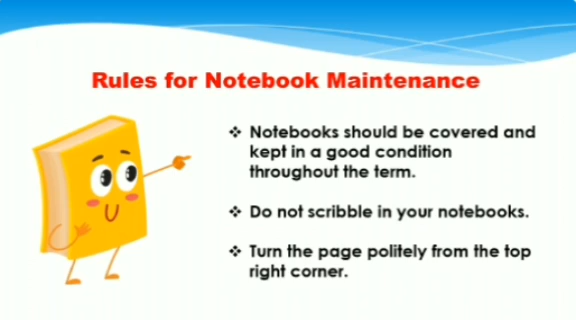 Rules for Notebook Maintenance
❖ Notebooks should be covered and
kept in a good condition
throughout the term.
❖ Do not scribble in your notebooks.
❖ Turn the page politely from the top
right corner.